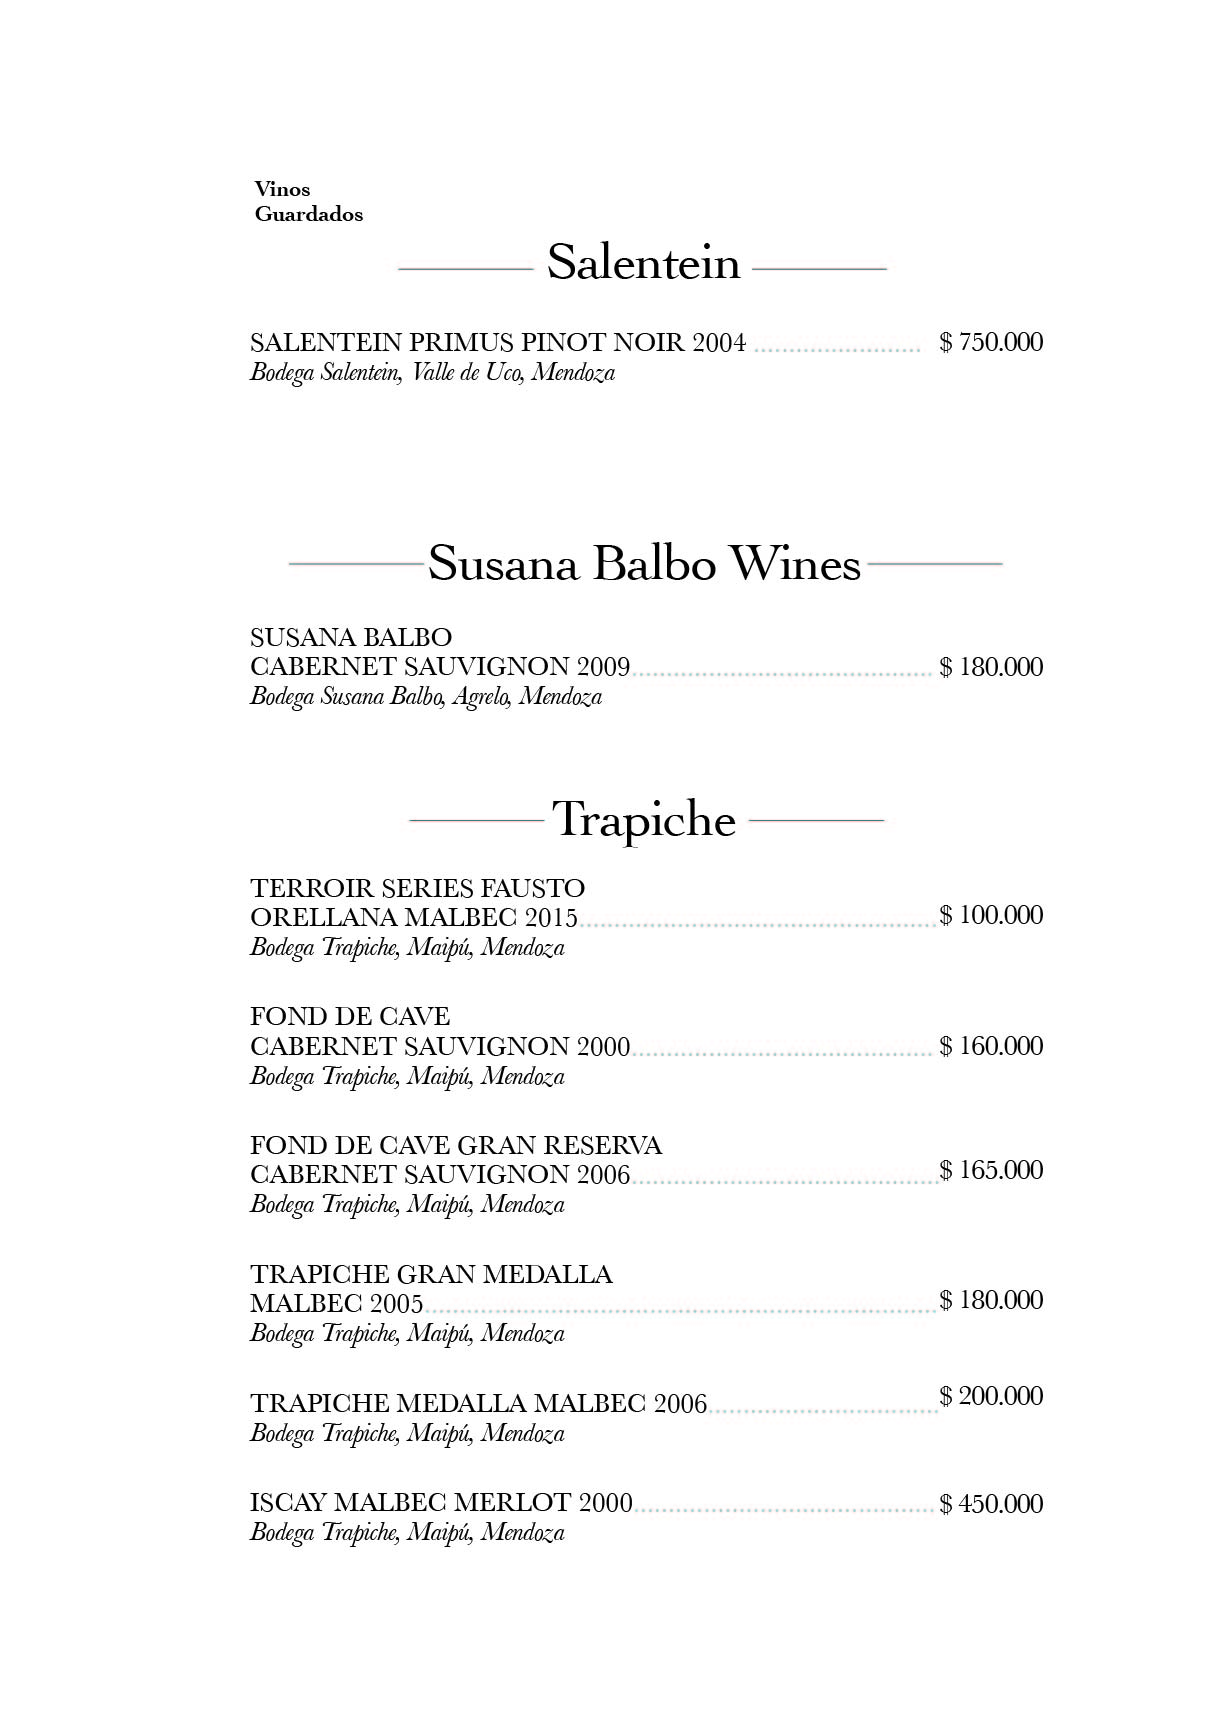 Vinos
Guardados
Salentein
SALENTEIN PRIMUS PINOT NOIR 2004 $ 750.000
Bodega Salentein, Valle de Uco, Mendoza
Susana Balbo Wines
SUSANA BALBO
CABERNET SAUVIGNON 2009 $ 180.000
Bodega Susana Balbo, Agrelo, Mendoza
Trapiche
TERROIR SERIES FAUSTO
ORELLANA MALBEC 2015 $ 100.000
Bodega Trapiche, Maipú, Mendoza
FOND DE CAVE
CABERNET SAUVIGNON 2000 $ 160.000
Bodega Trapiche, Maipú, Mendoza
FOND DE CAVE GRAN RESERVA
CABERNET SAUVIGNON 2006 $ 165.000
Bodega Trapiche, Maipú, Mendoza
TRAPICHE GRAN MEDALLA
MALBEC 2005 $ 180.000
Bodega Trapiche, Maipú, Mendoza
TRAPICHE MEDALLA MALBEC 2006 $ 200.000
Bodega Trapiche, Maipú, Mendoza
ISCAY MALBEC MERLOT 2000 $ 450.000
Bodega Trapiche, Maipú, Mendoza